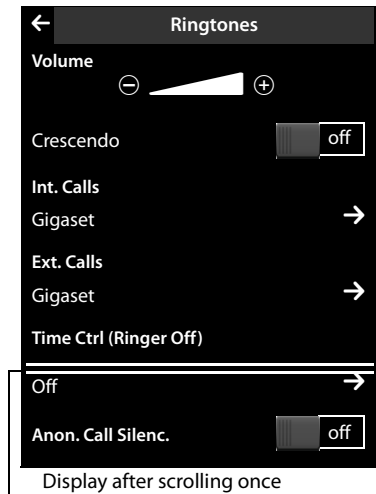 Ringtones
Volume
Crescendo off
Int. Calls
Gigaset
Ext. Calls
Gigaset
Time Ctrl (Ringer Off)
Off
Anon. Call Silenc. off
Display after scrolling once